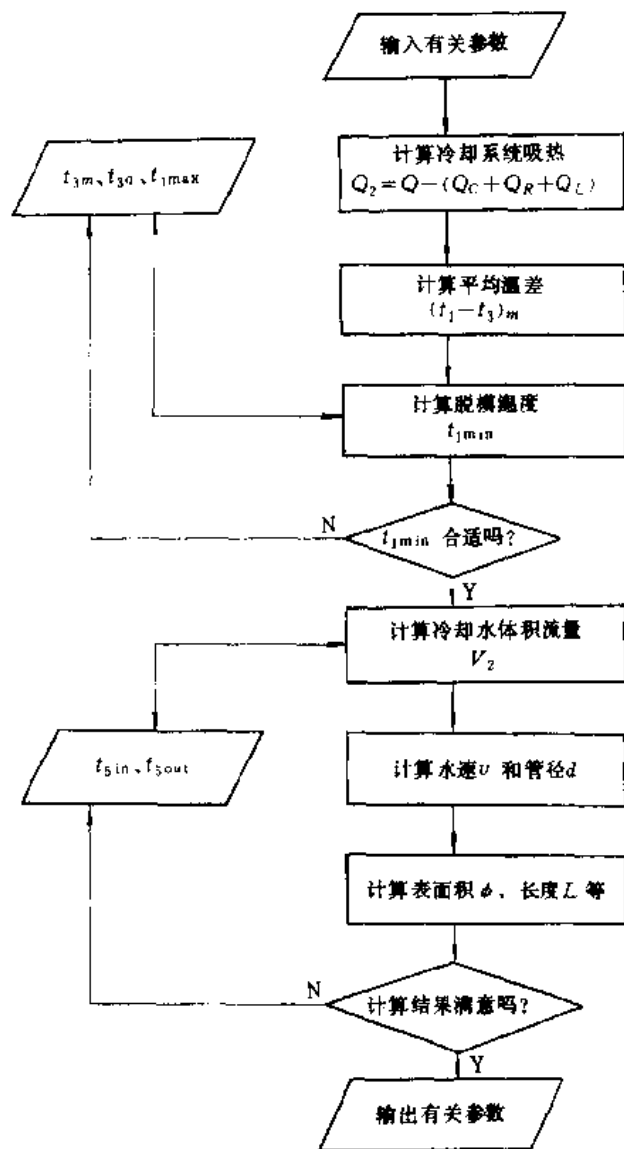 输入有关参数
计算冷却系统吸热
Q₂=Q-(Q_C+Q_R+Q_L)
t₃ₘ、t₃ₐ、t₁max
计算平均温差
(t₁-t₃)ₘ
计算脱模温度
t₁min
N
t₁min 合适吗?
Y
计算冷却水体积流量
V₂
t₅in、t₅out
计算水速v 和管径d
计算表面积ϕ、长度L 等
N
计算结果满意吗?
Y
输出有关参数